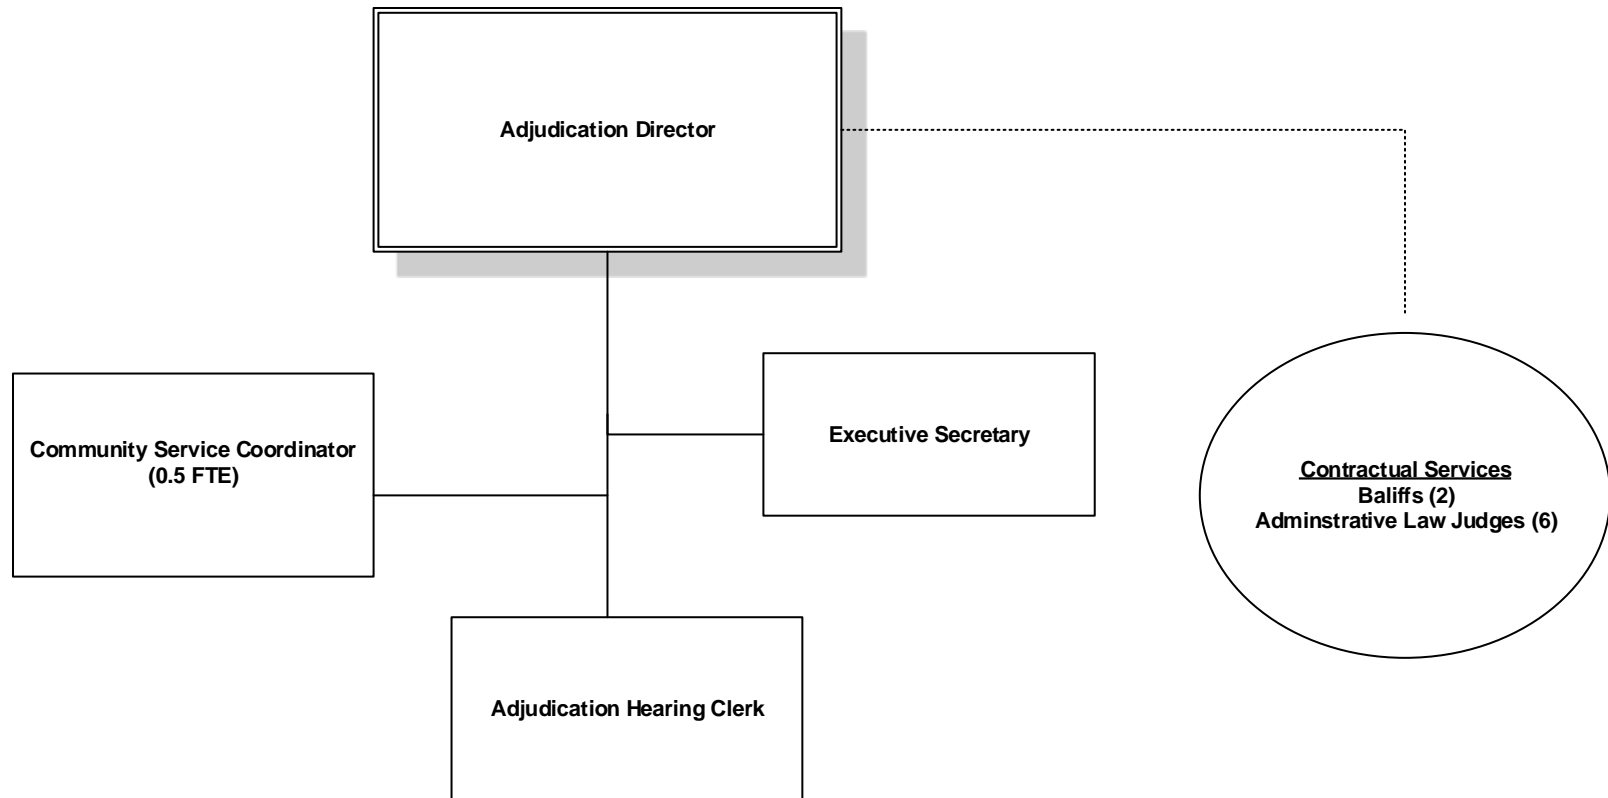 Adjudication Director
Executive Secretary
Community Service Coordinator
(0.5 FTE)
Contractual Services
Baliffs (2)
Adminstrative Law Judges (6)
Adjudication Hearing Clerk